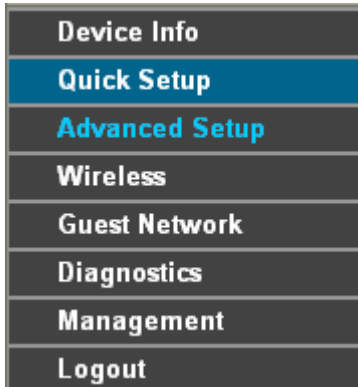 Device Info
Quick Setup
Advanced Setup
Wireless
Guest Network
Diagnostics
Management
Logout